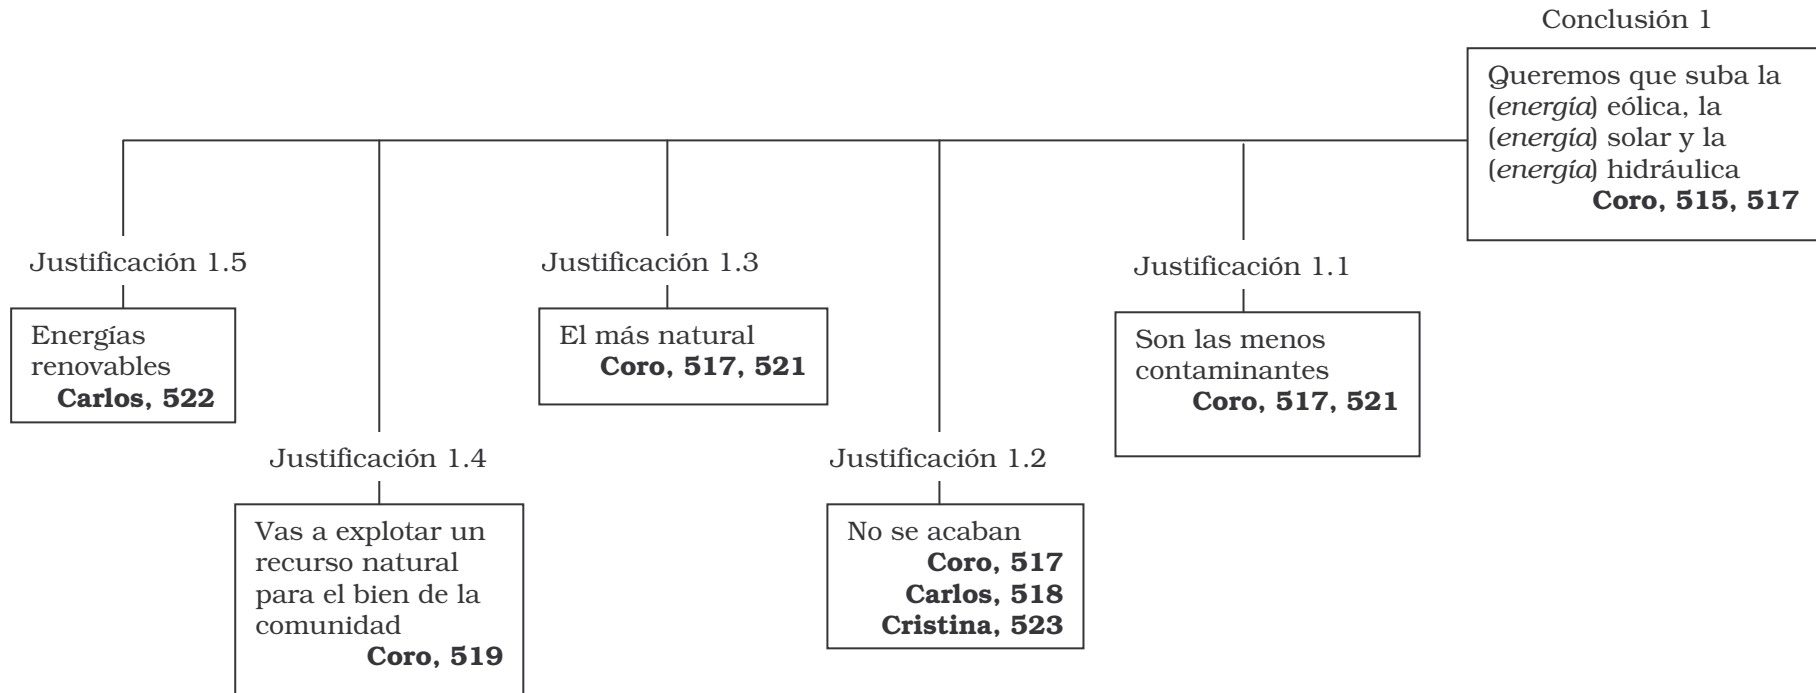 Conclusión 1
Queremos que suba la
(energía) eólica, la
(energía) solar y la
(energía) hidráulica
Coro, 515, 517
Justificación 1.5
Energías
renovables
Carlos, 522
Justificación 1.4
Vas a explotar un
recurso natural
para el bien de la
comunidad
Coro, 519
Justificación 1.3
El más natural
Coro, 517, 521
Justificación 1.2
No se acaban
Coro, 517
Carlos, 518
Cristina, 523
Justificación 1.1
Son las menos
contaminantes
Coro, 517, 521